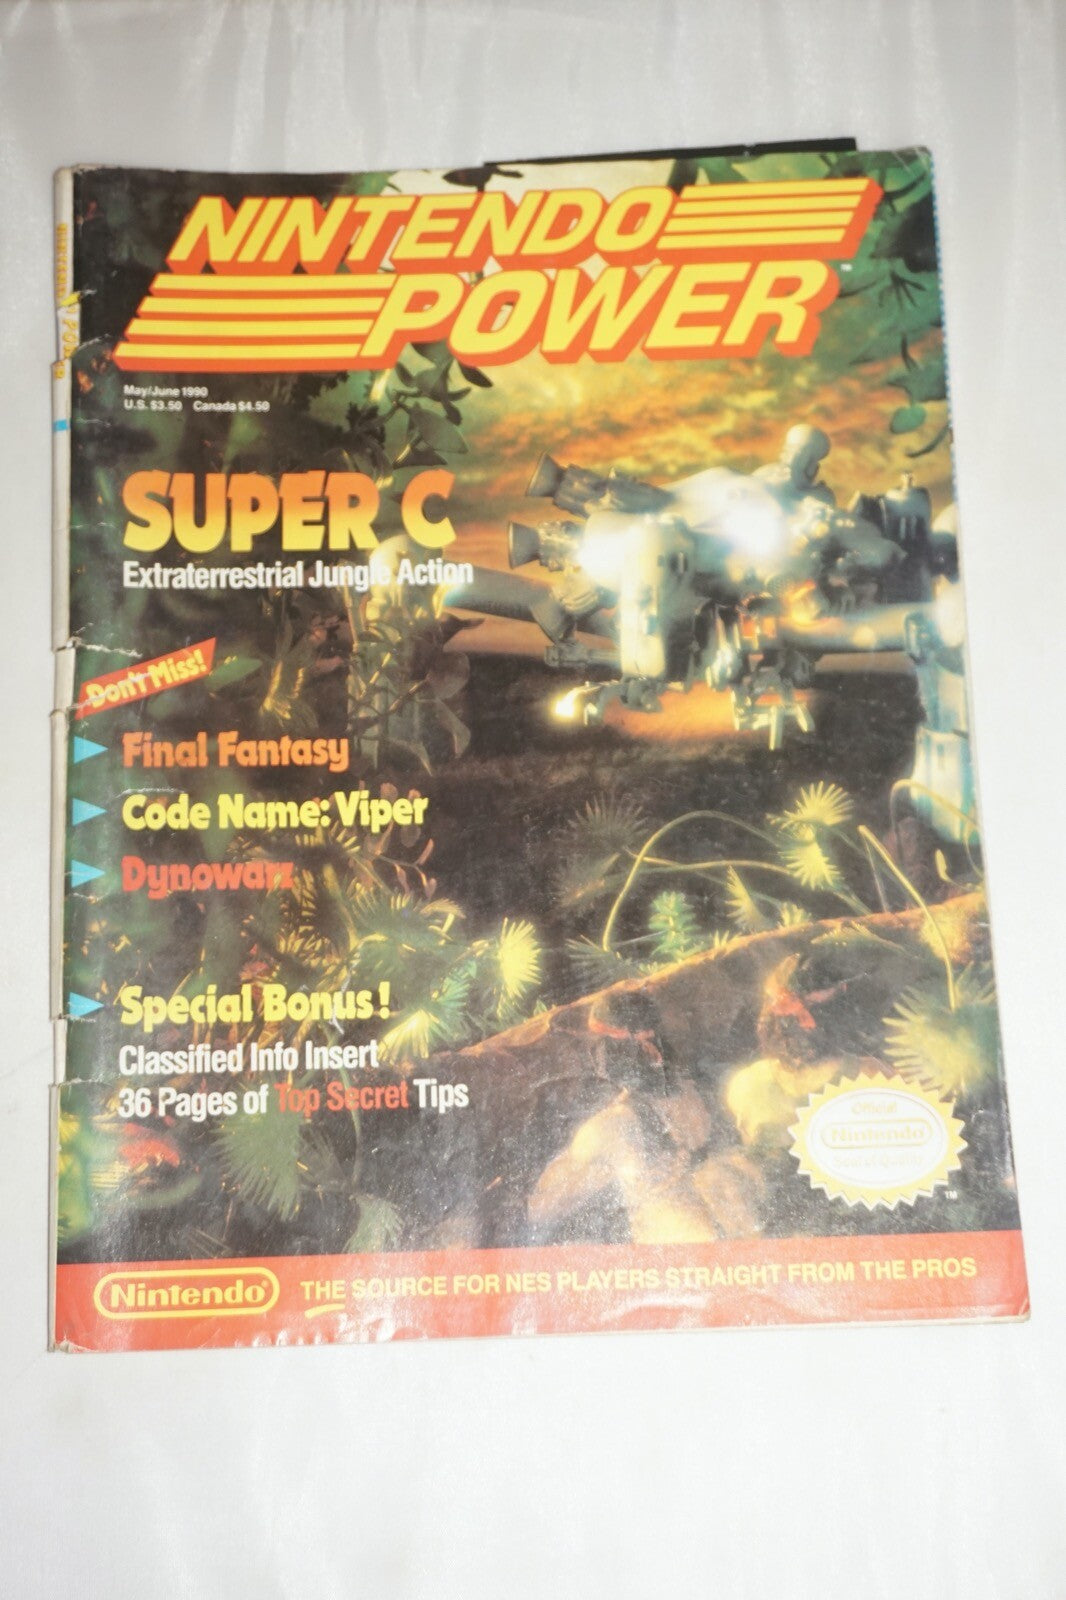 NINTENDO
POWER
™
May/June 1990
U.S. $3.50 Canada $4.50
SUPER C
Extraterrestrial Jungle Action
Don't Miss!
Final Fantasy
Code Name: Viper
Dynowarz
Special Bonus!
Classified Info Insert
36 Pages of Top Secret Tips
Official
Nintendo
Seal of Quality
TM
Nintendo®
THE SOURCE FOR NES PLAYERS STRAIGHT FROM THE PROS